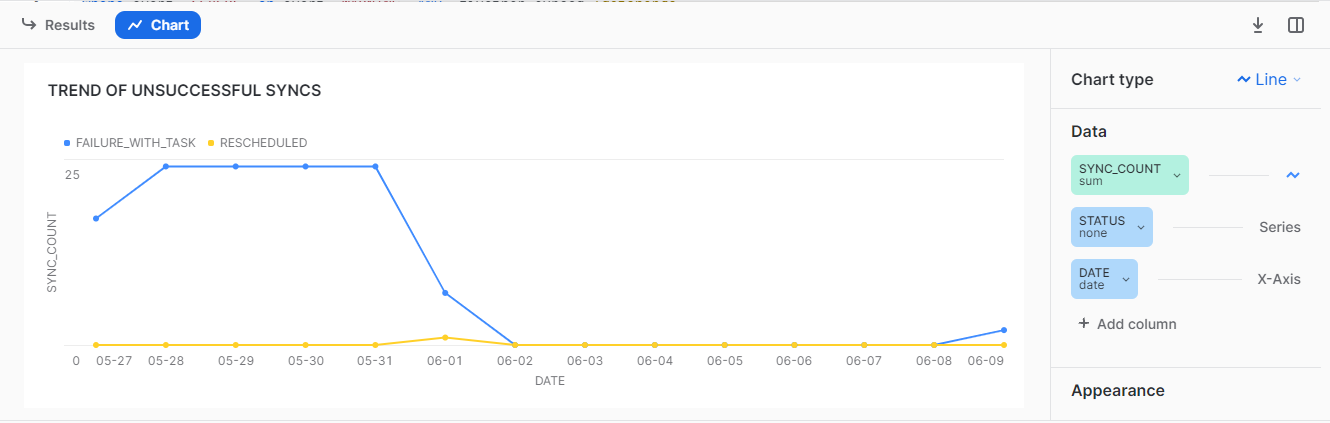 Results
Chart
TREND OF UNSUCCESSFUL SYNCS
FAILURE_WITH_TASK
RESCHEDULED
25
SYNC_COUNT
0
05-27
05-28
05-29
05-30
05-31
06-01
06-02
06-03
06-04
06-05
06-06
06-07
06-08
06-09
DATE
Chart type
Line
Data
SYNC_COUNT
sum
STATUS
none
Series
DATE
date
X-Axis
+ Add column
Appearance